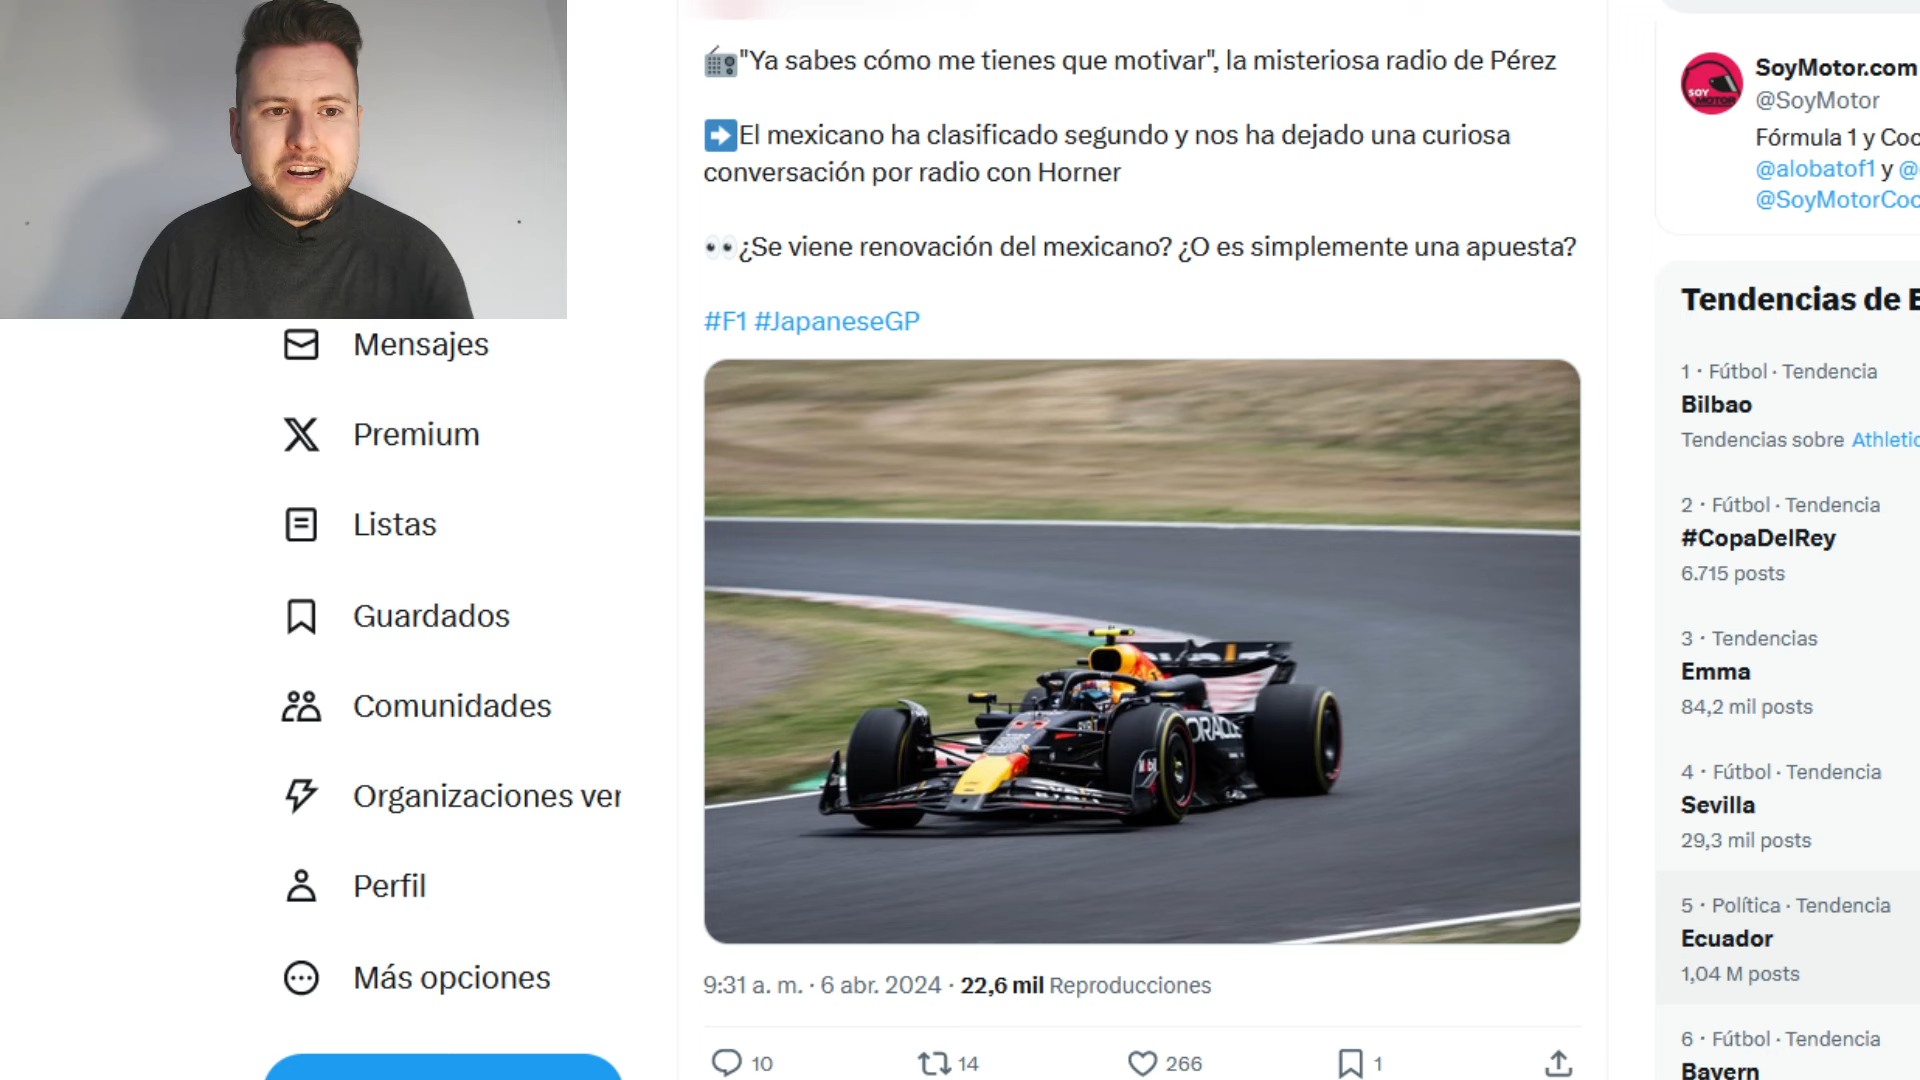 "Ya sabes cómo me tienes que motivar", la misteriosa radio de Pérez
El mexicano ha clasificado segundo y nos ha dejado una curiosa
conversación por radio con Horner
¿Se viene renovación del mexicano? ¿O es simplemente una apuesta?
#F1 #JapaneseGP
ORACLE
Mobil
9:31 a. m. · 6 abr. 2024 · 22,6 mil Reproducciones
10
14
266
1
Mensajes
Premium
Listas
Guardados
Comunidades
Organizaciones ver
Perfil
Más opciones
SOY
MOTOR
SoyMotor.com
@SoyMotor
Fórmula 1 y Coc
@alobatof1 y @
@SoyMotorCoc
Tendencias de E
1 · Fútbol · Tendencia
Bilbao
Tendencias sobre Athletic
2 · Fútbol · Tendencia
#CopaDelRey
6.715 posts
3 · Tendencias
Emma
84,2 mil posts
4 · Fútbol · Tendencia
Sevilla
29,3 mil posts
5 · Política · Tendencia
Ecuador
1,04 M posts
6 · Fútbol · Tendencia
Bayern